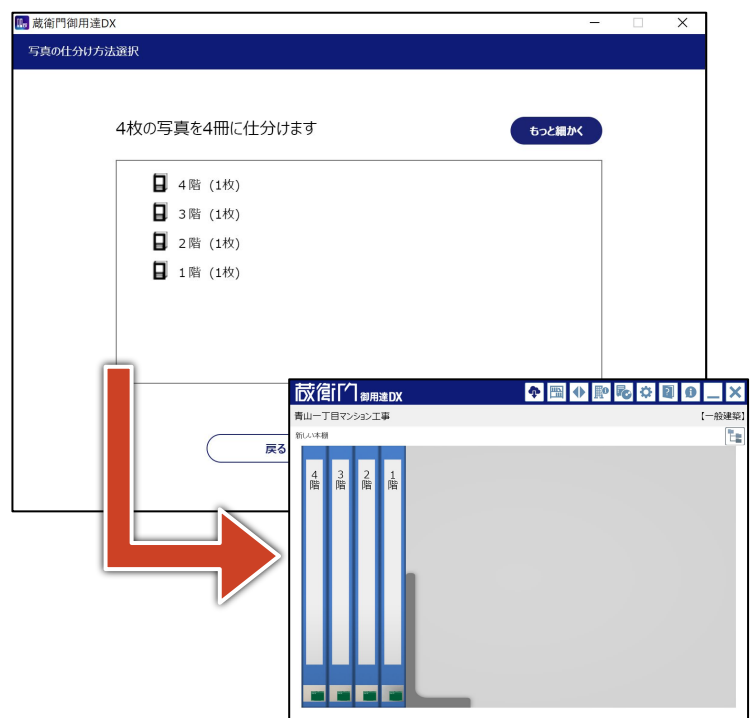 蔵衛門御用達DX
写真の仕分け方法選択
4枚の写真を4冊に仕分けます
もっと細かく
4階 (1枚)
3階 (1枚)
2階 (1枚)
1階 (1枚)
戻る
蔵衛門 御用達DX
青山一丁目マンション工事
【一般建築】
新しい本棚
4階
3階
2階
1階